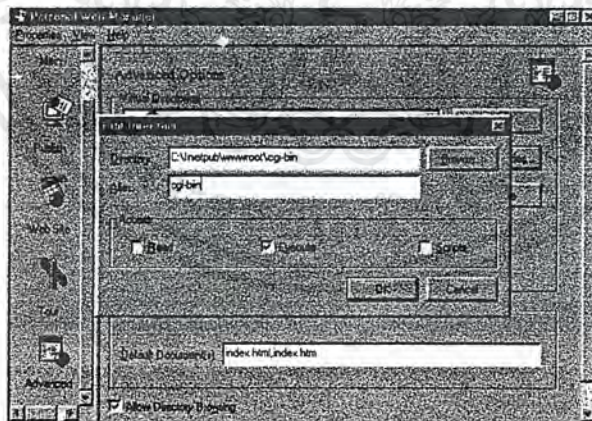 Personal Web Manager
Properties View Help
Main
Advanced Options
Virtual Directories
Edit Directory
Directory: C:\Inetpub\wwwroot\cgi-bin
Browse...
Alias: cgi-bin
Access
Read
Execute
Scripts
Web Site
OK
Cancel
Tour
Default Document(s): index.html,index.htm
Advanced
Allow Directory Browsing